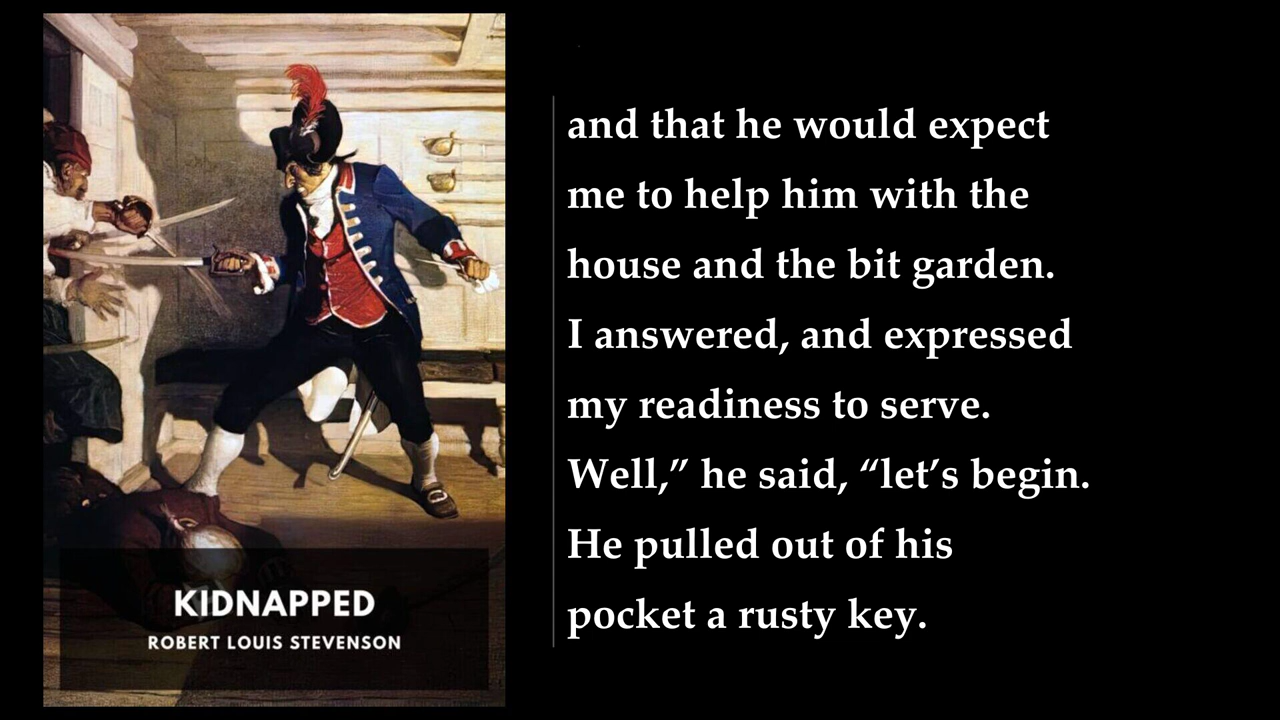 KIDNAPPED
ROBERT LOUIS STEVENSON
and that he would expect
me to help him with the
house and the bit garden.
I answered, and expressed
my readiness to serve.
Well,” he said, “let’s begin.
He pulled out of his
pocket a rusty key.